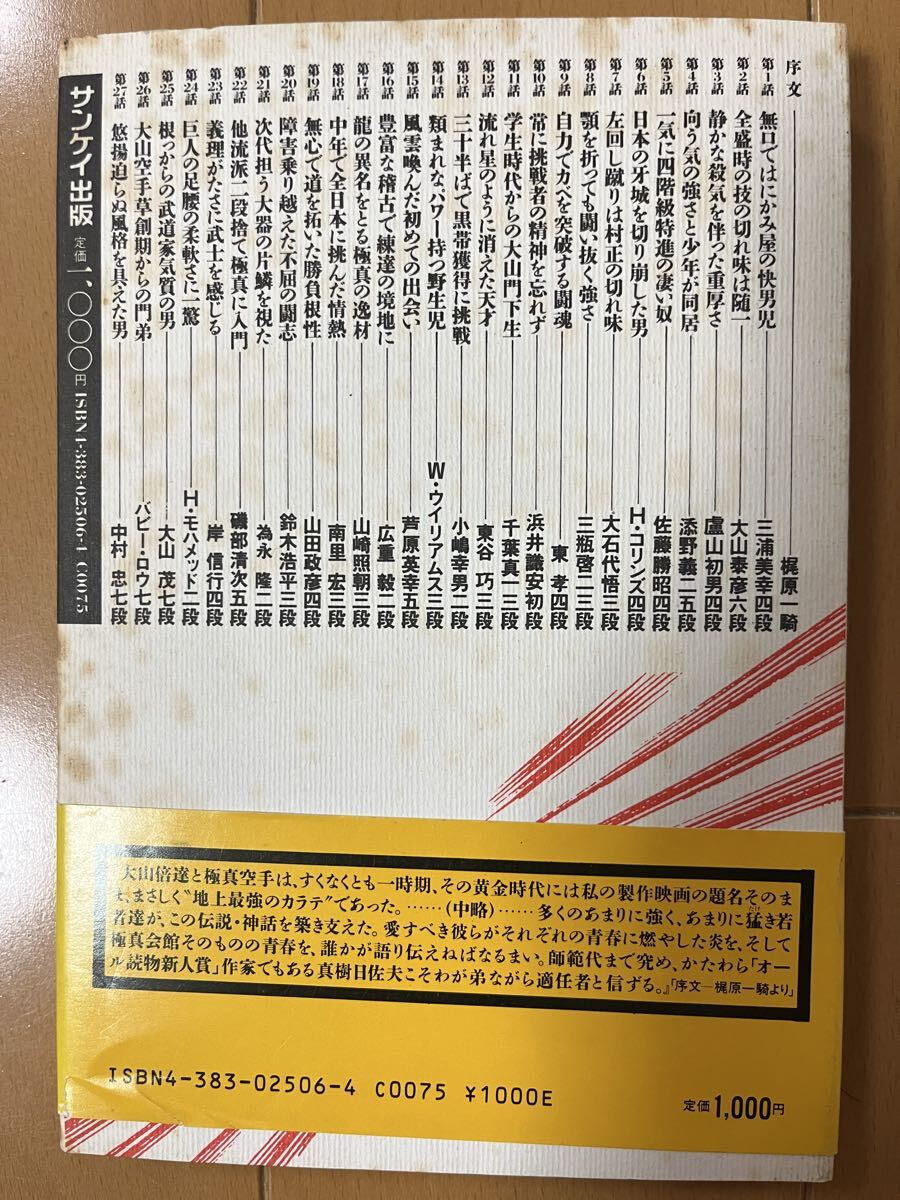 序文――梶原一騎
第1話 無口ではにかみ屋の快男児――三浦美幸四段
第2話 全盛時の技の切れ味は随一――大山泰彦六段
第3話 静かな殺気を伴った重厚さ――盧山初男四段
第4話 向う気の強さと少年が同居――添野義二五段
第5話 一気に四階級特進の凄い奴――佐藤勝昭四段
第6話 日本の牙城を切り崩した男――H・コリンズ四段
第7話 左回し蹴りは村正の切れ味――大石代悟三段
第8話 顎を折っても闘い抜く強さ――三瓶啓二三段
第9話 自力でカベを突破する闘魂――東 孝四段
第10話 常に挑戦者の精神を忘れず――浜井識安初段
第11話 学生時代からの大山門下生――千葉真一三段
第12話 流れ星のように消えた天才――東谷 巧三段
第13話 三十半ばで黒帯獲得に挑戦――小嶋幸男二段
第14話 類まれな、パワー持つ野生児――W・ウイリアムス三段
第15話 風雲喚んだ初めての出会い――芦原英幸五段
第16話 豊富な稽古で練達の境地に――広重 毅二段
第17話 龍の異名をとる極真の逸材――山崎照朝三段
第18話 中年で全日本に挑んだ情熱――南里 宏三段
第19話 無心で道を拓いた勝負根性――山田政彦四段
第20話 障害乗り越えた不屈の闘志――鈴木浩平三段
第21話 次代担う大器の片鱗を視た――為永 隆二段
第22話 他流派二段捨て極真に入門――磯部清次五段
第23話 義理がたさに武士を感じる――岸 信行四段
第24話 巨人の足腰の柔軟さに一驚――H・モハメッド二段
第25話 根っからの武道家気質の男――大山 茂七段
第26話 大山空手草創期からの門弟――バビー・ロウ七段
第27話 悠揚迫らぬ風格を具えた男――中村 忠七段
サンケイ出版 定価一、〇〇〇円 ISBN4-383-02506-4 C0075
『大山倍達と極真空手は、すくなくとも一時期、その黄金時代には私の製作映画の題名そのま
ま、まさしく“地上最強のカラテ”であった。……(中略)……多くのあまりに強く、あまりに猛き若
者達が、この伝説・神話を築き支えた。愛すべき彼らがそれぞれの青春に燃やした炎を、そして
極真会館そのものの青春を、誰かが語り伝えねばなるまい。師範代まで究め、かたわら「オー
ル読物新人賞」作家でもある真樹日佐夫こそわが弟ながら適任者と信ずる。』「序文―梶原一騎より」
ISBN4-383-02506-4 C0075 ¥1000E
定価1,000円